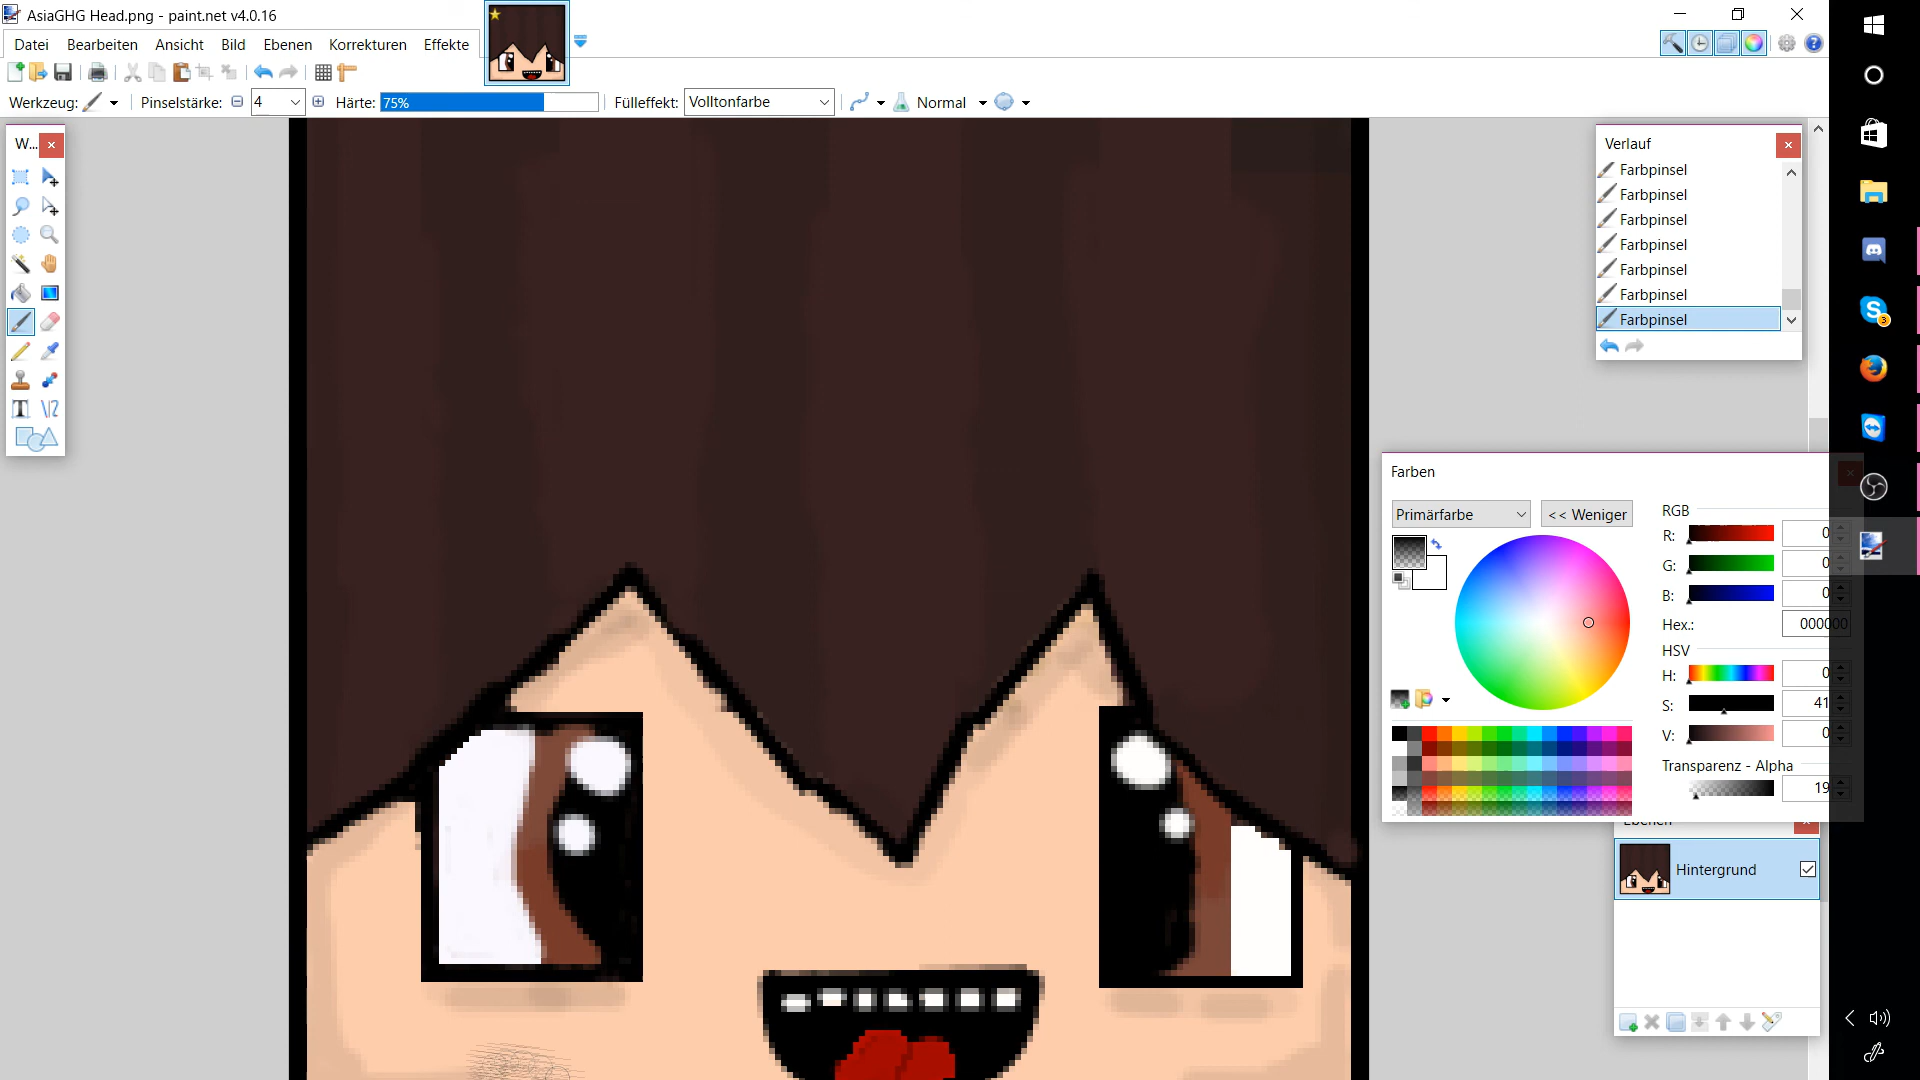 AsiaGHG Head.png - paint.net v4.0.16
Datei Bearbeiten Ansicht Bild Ebenen Korrekturen Effekte
Werkzeug: Pinselstärke: 4 Härte: 75% Fülleffekt: Volltonfarbe Normal
W...
Verlauf
Farbpinsel
Farbpinsel
Farbpinsel
Farbpinsel
Farbpinsel
Farbpinsel
Farbpinsel
Farben
Primärfarbe << Weniger
RGB
R: 0
G: 0
B: 0
Hex.: 000000
HSV
H: 0
S: 41
V: 0
Transparenz - Alpha
19
Ebenen
Hintergrund